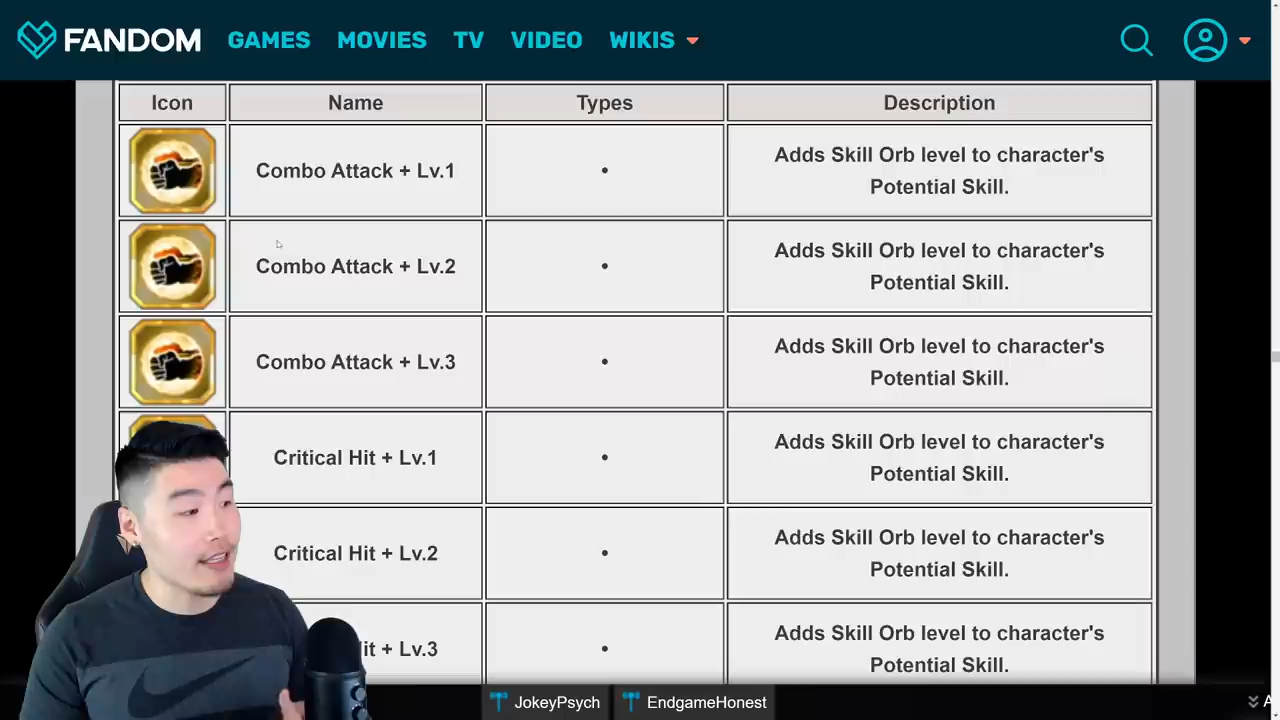 FANDOM GAMES MOVIES TV VIDEO WIKIS
Icon Name Types Description
Combo Attack + Lv.1 • Adds Skill Orb level to character's
Potential Skill.
Combo Attack + Lv.2 • Adds Skill Orb level to character's
Potential Skill.
Combo Attack + Lv.3 • Adds Skill Orb level to character's
Potential Skill.
Critical Hit + Lv.1 • Adds Skill Orb level to character's
Potential Skill.
Critical Hit + Lv.2 • Adds Skill Orb level to character's
Potential Skill.
it + Lv.3 • Adds Skill Orb level to character's
Potential Skill.
JokeyPsych EndgameHonest A